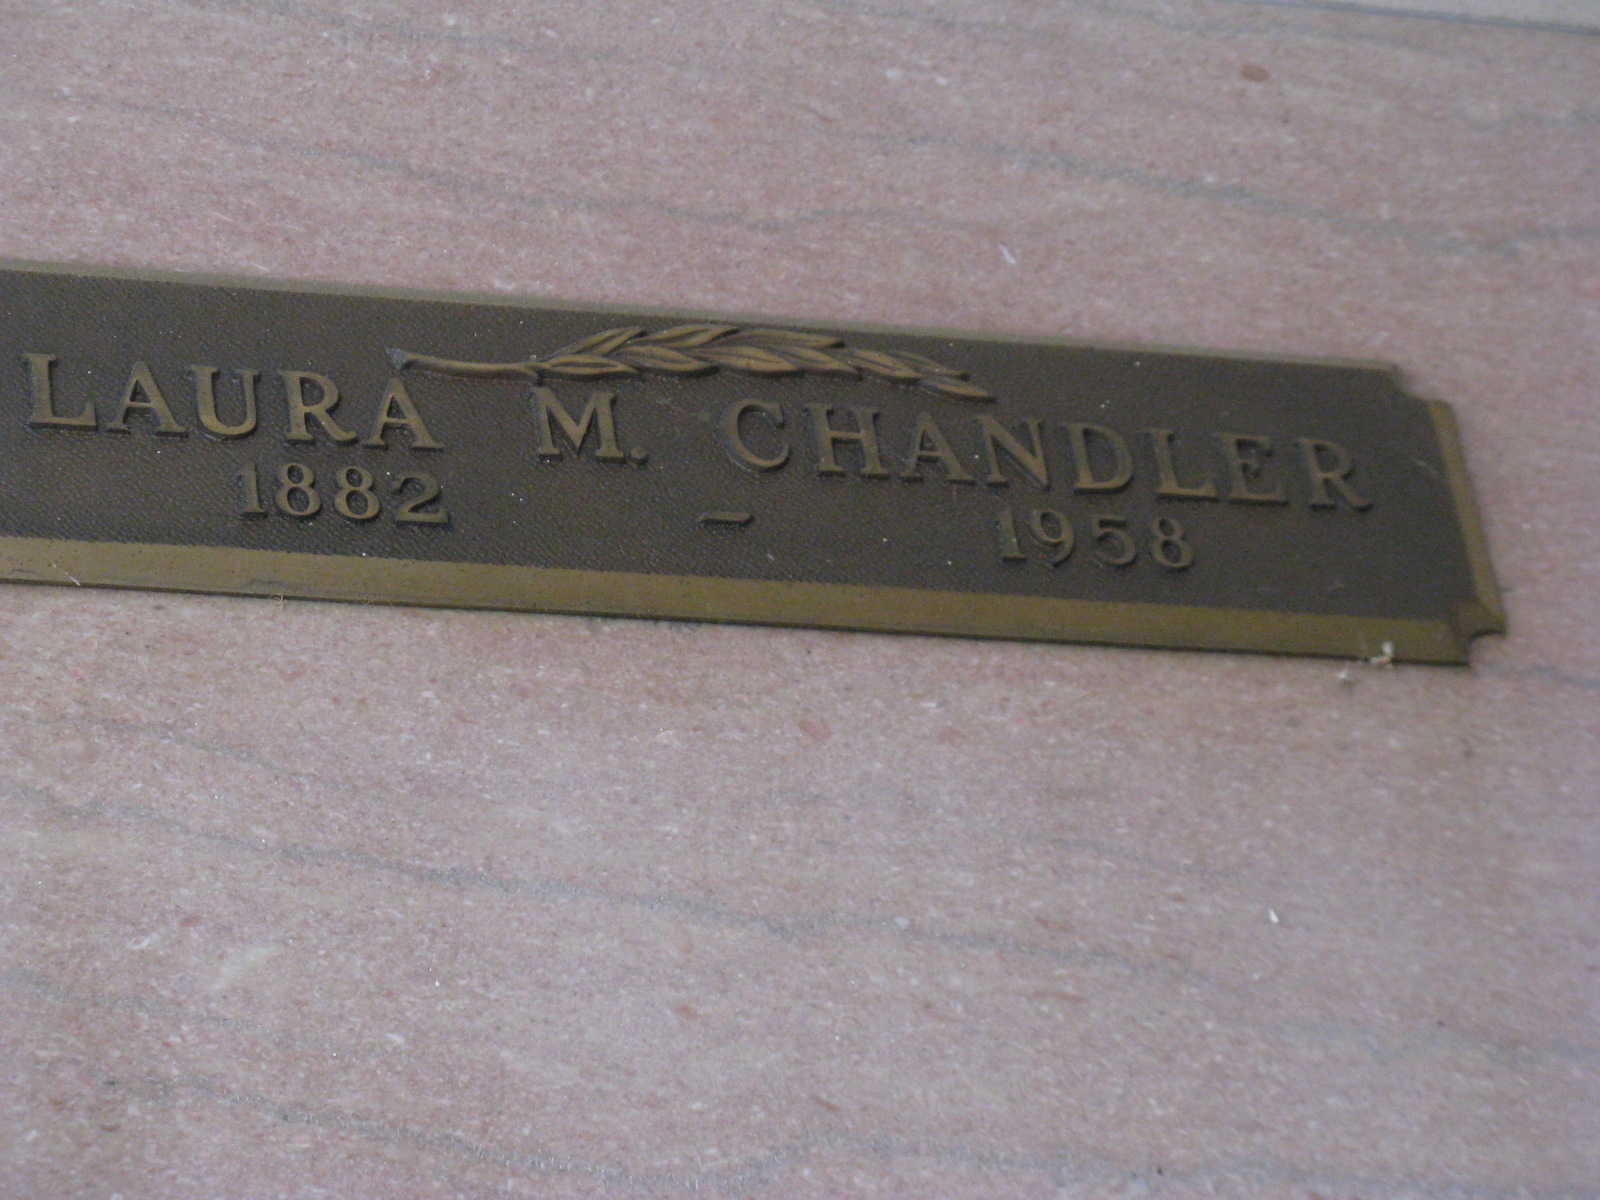 LAURA M. CHANDLER
1882 – 1958